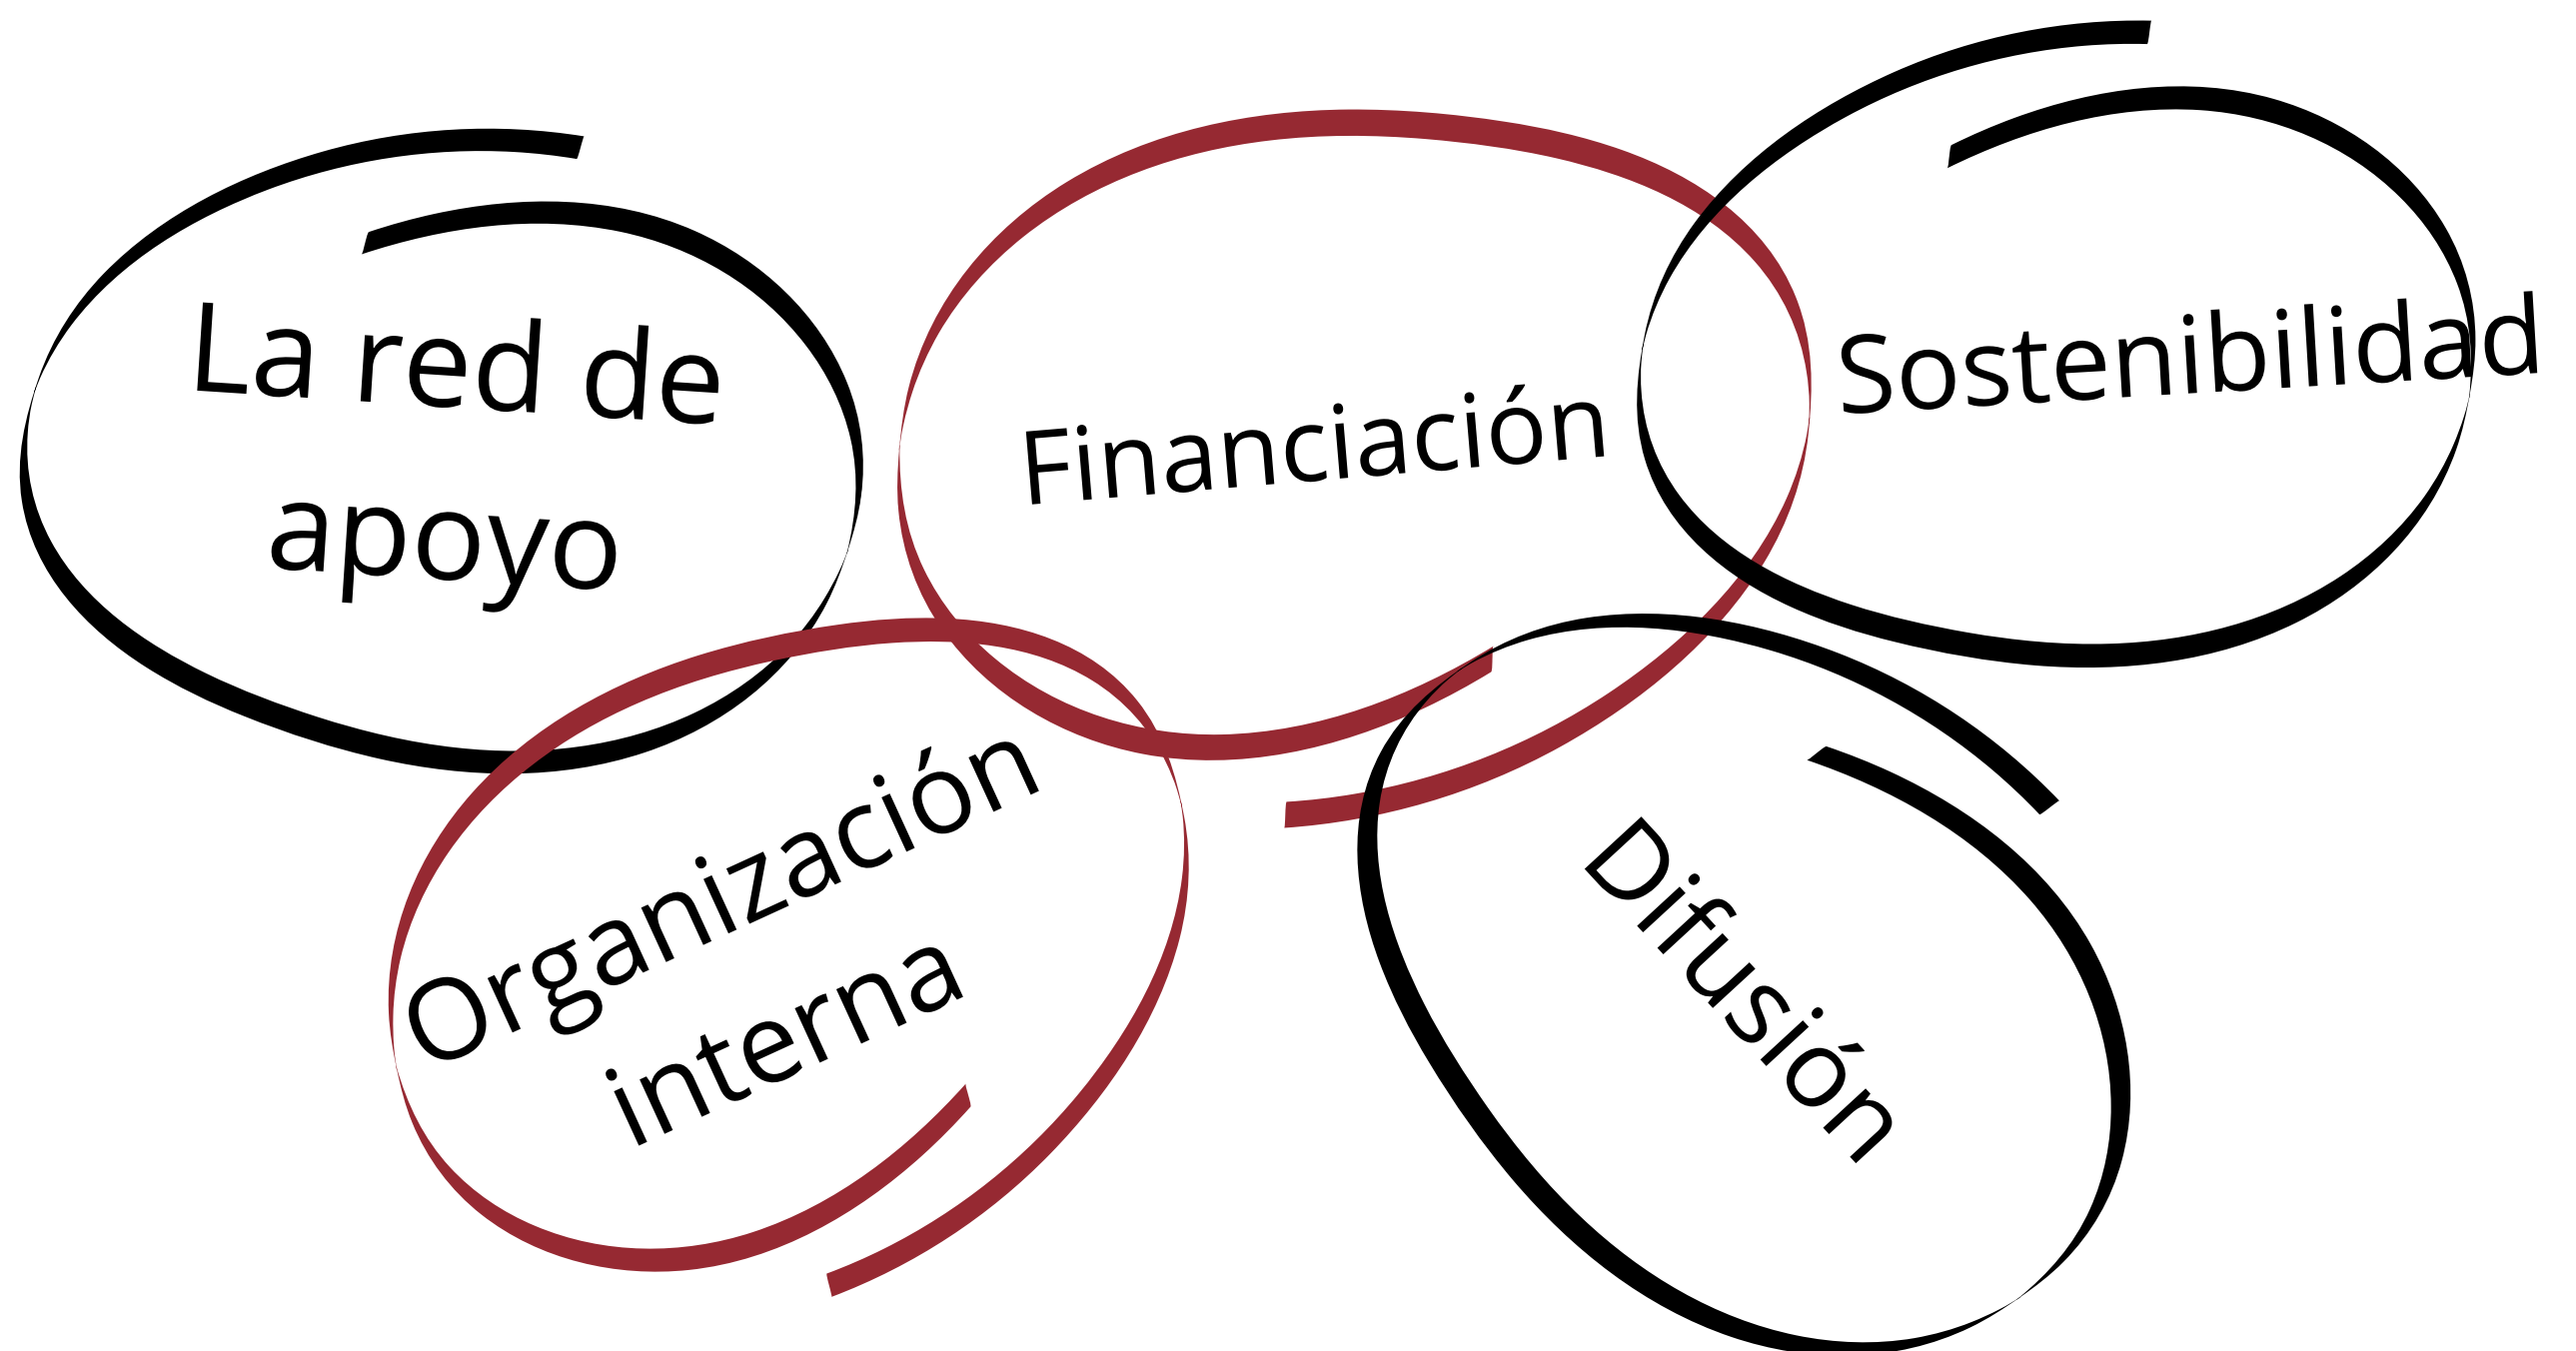 La red de
apoyo
Financiación
Sostenibilidad
Organización
interna
Difusión